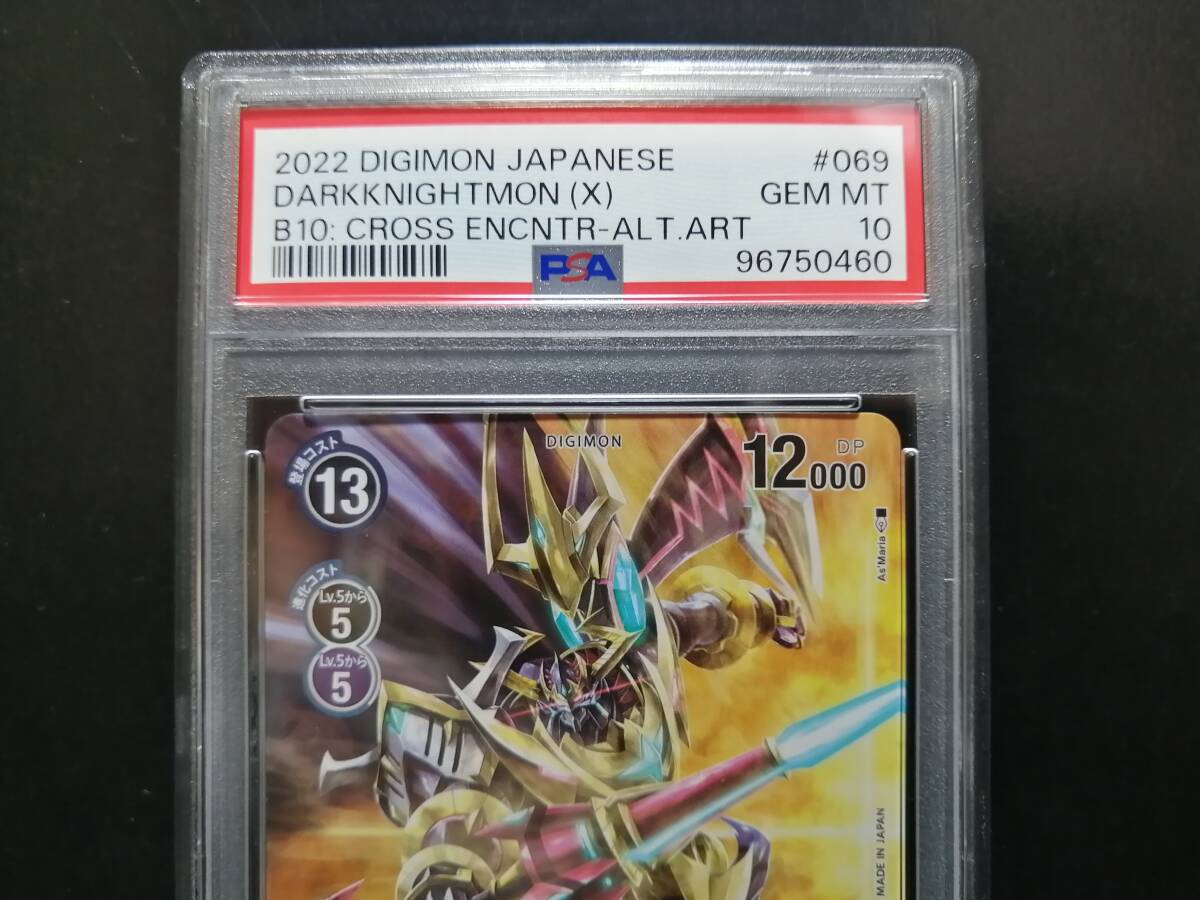 2022 DIGIMON JAPANESE #069
DARKKNIGHTMON (X) GEM MT
B10: CROSS ENCNTR-ALT.ART 10
PSA 96750460
DIGIMON
登場コスト
13
12000 DP
As'Maria
進化コスト
Lv.5から
5
Lv.5から
5
MADE IN JAPAN